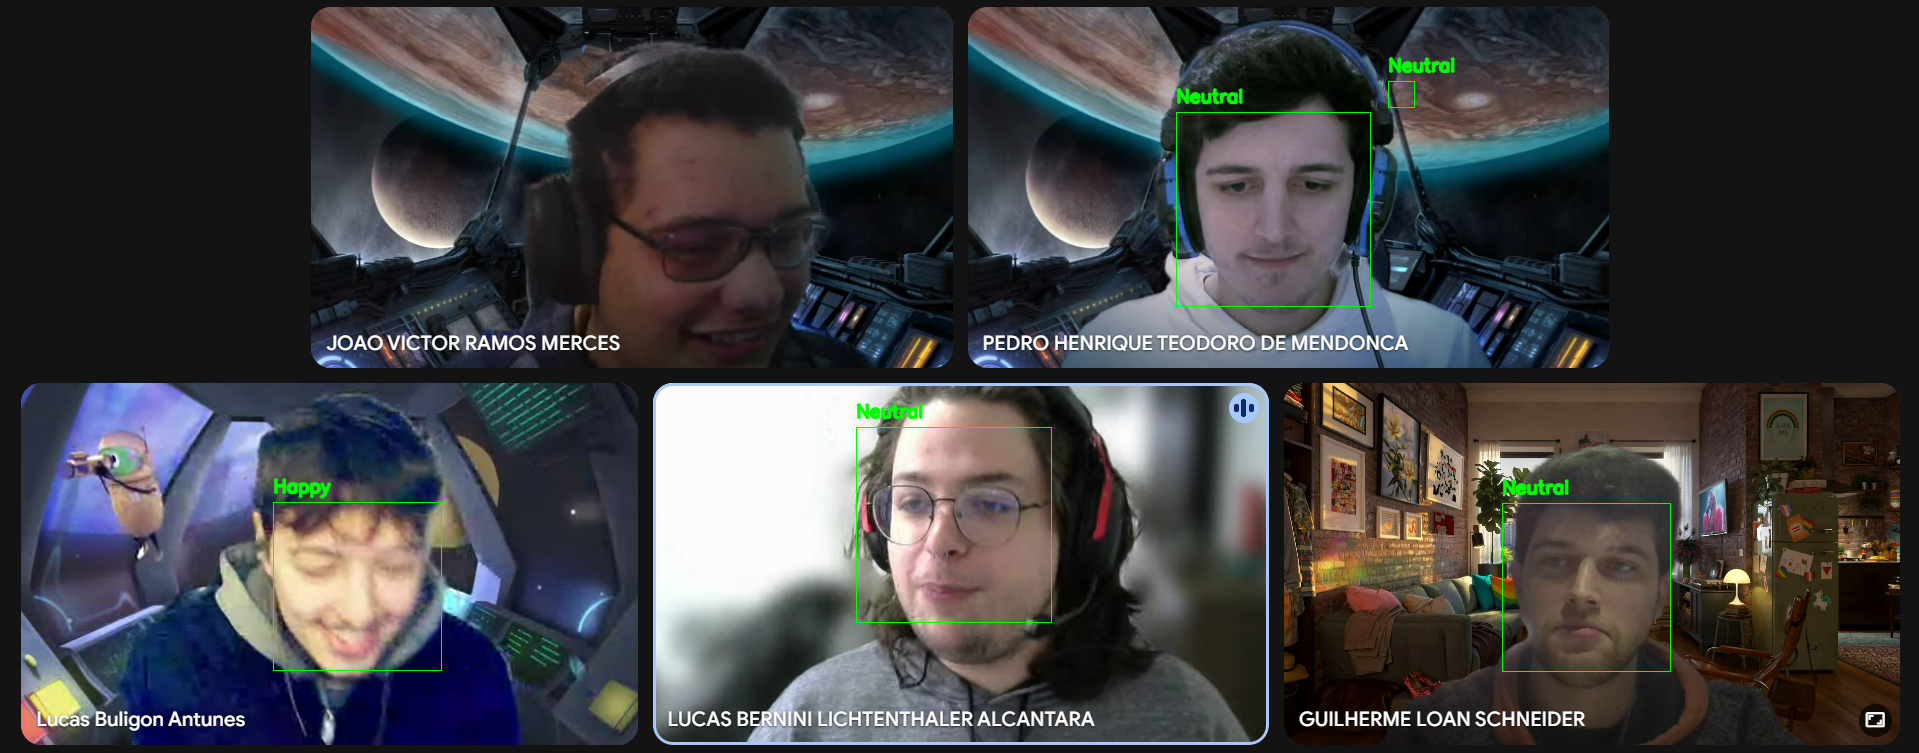 Neutral
Neutral
JOAO VICTOR RAMOS MERCES
PEDRO HENRIQUE TEODORO DE MENDONCA
Happy
Neutral
Neutral
Lucas Buligon Antunes
LUCAS BERNINI LICHTENTHALER ALCANTARA
GUILHERME LOAN SCHNEIDER